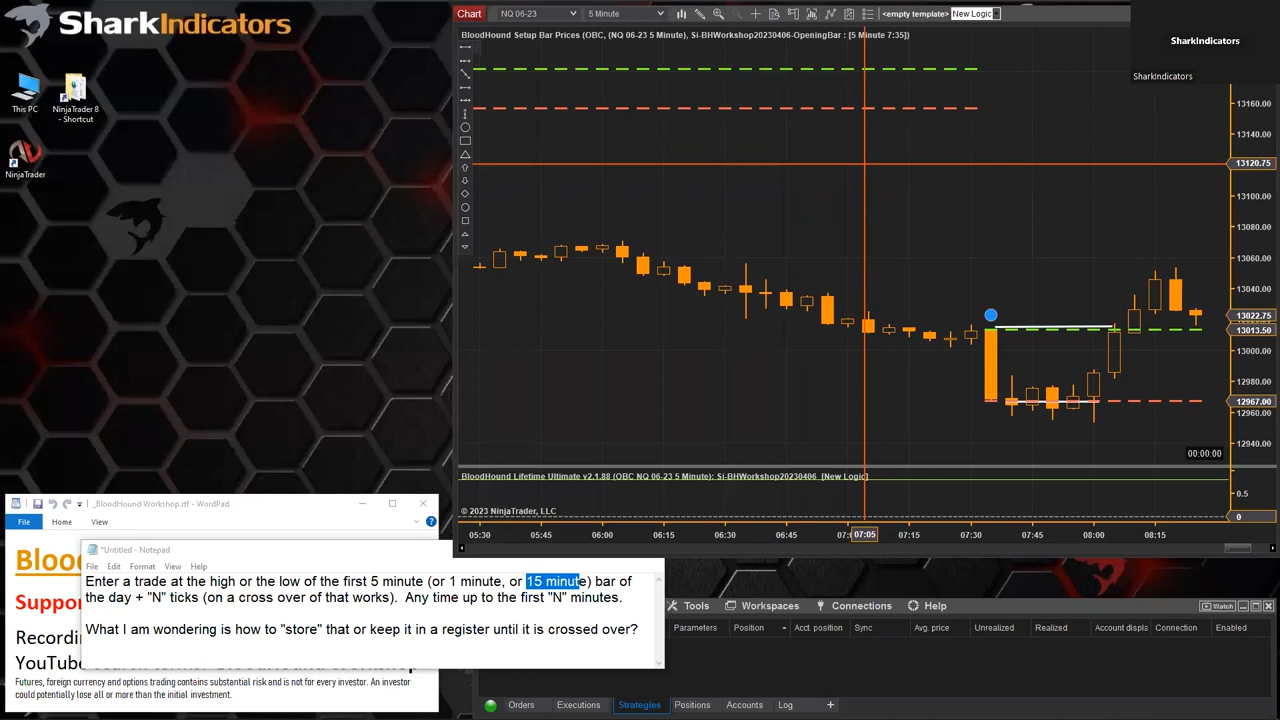 SharkIndicators
This PC
NinjaTrader 8
- Shortcut
NinjaTrader
Chart
NQ 06-23
5 Minute
<empty template>
New Logic
BloodHound Setup Bar Prices (OBC, (NQ 06-23 5 Minute), Si-BHWorkshop20230406-OpeningBar : [5 Minute 7:35])
SharkIndicators
SharkIndicators
13160.00
13140.00
13120.75
13100.00
13080.00
13060.00
13040.00
13022.75
13013.50
13000.00
12980.00
12967.00
12960.00
12940.00
00:00:00
BloodHound Lifetime Ultimate v2.1.88 (OBC NQ 06-23 5 Minute): Si-BHWorkshop20230406 [New Logic]
0.5
0
© 2023 NinjaTrader, LLC
05:30
05:45
06:00
06:15
06:30
06:45
07:05
07:15
07:30
07:45
08:00
08:15
_BloodHound Workshop.rtf - WordPad
File
Home
View
Bloo
Suppor
Recordin
YouTube
Futures, foreign currency and options trading contains substantial risk and is not for every investor. An investor
could potentially lose all or more than the initial investment.
*Untitled - Notepad
File
Edit
Format
View
Help
Enter a trade at the high or the low of the first 5 minute (or 1 minute, or 15 minute) bar of
the day + "N" ticks (on a cross over of that works). Any time up to the first "N" minutes.
What I am wondering is how to "store" that or keep it in a register until it is crossed over?
Tools
Workspaces
Connections
Help
Watch
Parameters
Position
Acct. position
Sync
Avg. price
Unrealized
Realized
Account displa
Connection
Enabled
Orders
Executions
Strategies
Positions
Accounts
Log
+